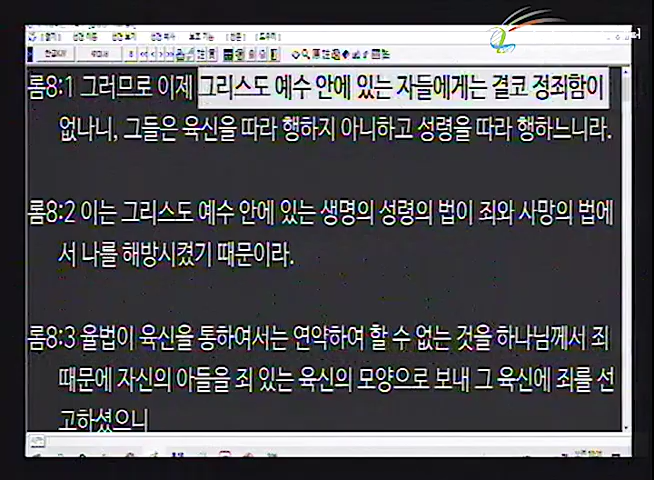 롬8:1 그러므로 이제 그리스도 예수 안에 있는 자들에게는 결코 정죄함이
없나니, 그들은 육신을 따라 행하지 아니하고 성령을 따라 행하느니라.
롬8:2 이는 그리스도 예수 안에 있는 생명의 성령의 법이 죄와 사망의 법에
서 나를 해방시켰기 때문이라.
롬8:3 율법이 육신을 통하여서는 연약하여 할 수 없는 것을 하나님께서 죄
때문에 자신의 아들을 죄 있는 육신의 모양으로 보내 그 육신에 죄를 선
고하셨으니